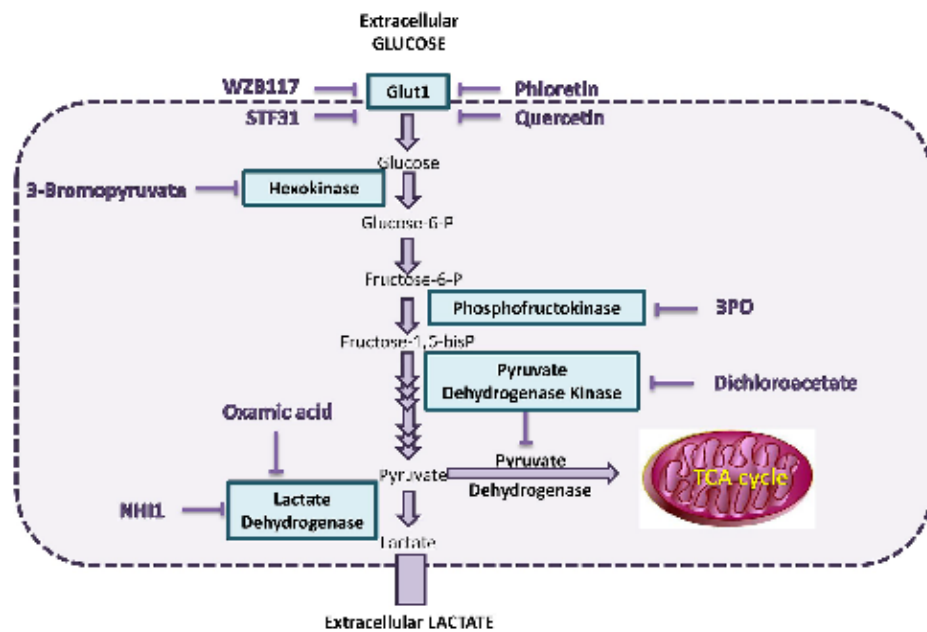 Extracellular
GLUCOSE
WZB117
Glut1
Phloretin
STF31
Quercetin
Glucose
3-Bromopyruvate
Hexokinase
Glucose-6-P
Fructose-6-P
Phosphofructokinase
3PO
Fructose-1,6-bisP
Pyruvate
Dehydrogenase Kinase
Dichloroacetate
Oxamic acid
Pyruvate
Pyruvate
Dehydrogenase
TCA cycle
NHI1
Lactate
Dehydrogenase
Lactate
Extracellular LACTATE